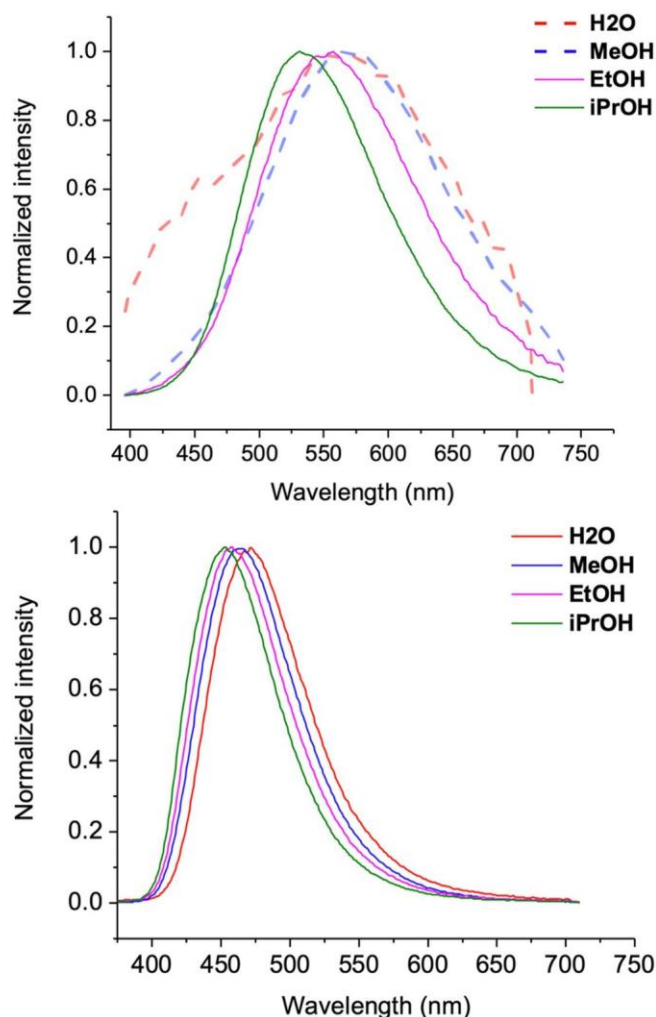 H2O
MeOH
EtOH
iPrOH
1.0
0.8
0.6
0.4
0.2
0.0
Normalized intensity
400 450 500 550 600 650 700 750
Wavelength (nm)
H2O
MeOH
EtOH
iPrOH
1.0
0.8
0.6
0.4
0.2
0.0
Normalized intensity
400 450 500 550 600 650 700 750
Wavelength (nm)